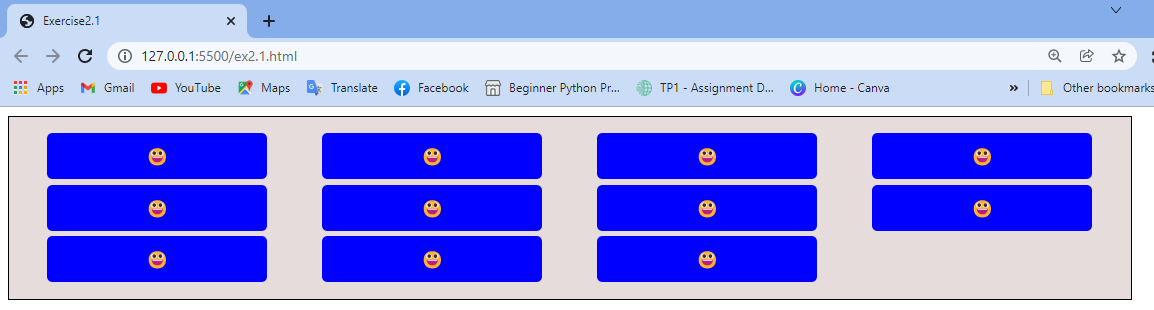 Exercise2.1
127.0.0.1:5500/ex2.1.html
Apps Gmail YouTube Maps Translate Facebook Beginner Python Pr... TP1 - Assignment D... Home - Canva » Other bookmarks